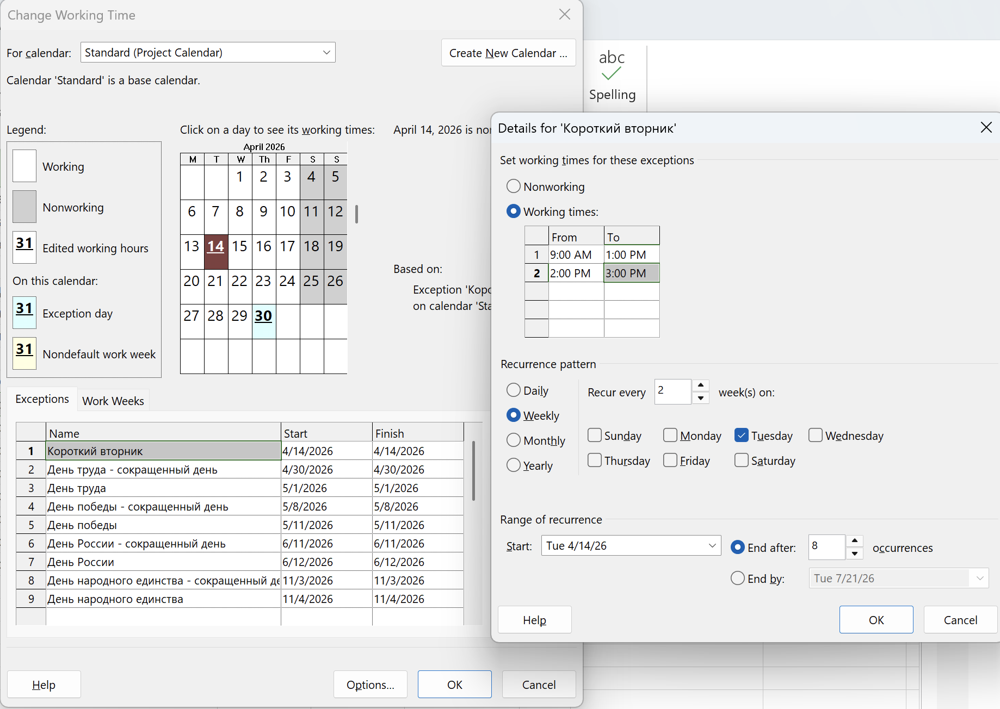 Change Working Time
For calendar: Standard (Project Calendar)
Create New Calendar ...
Calendar 'Standard' is a base calendar.
abc
Spelling
Legend:
Working
Nonworking
31 Edited working hours
On this calendar:
31 Exception day
31 Nondefault work week
Click on a day to see its working times:
April 2026
M T W Th F S S
1 2 3 4 5
6 7 8 9 10 11 12
13 14 15 16 17 18 19
20 21 22 23 24 25 26
27 28 29 30
April 14, 2026 is
Based on:
Exception
on calendar
Exceptions
Work Weeks
Name Start Finish
1 Короткий вторник 4/14/2026 4/14/2026
2 День труда - сокращенный день 4/30/2026 4/30/2026
3 День труда 5/1/2026 5/1/2026
4 День победы - сокращенный день 5/8/2026 5/8/2026
5 День победы 5/11/2026 5/11/2026
6 День России - сокращенный день 6/11/2026 6/11/2026
7 День России 6/12/2026 6/12/2026
8 День народного единства - сокращенный де 11/3/2026 11/3/2026
9 День народного единства 11/4/2026 11/4/2026
Help
Options...
OK
Cancel
Details for 'Короткий вторник'
Set working times for these exceptions
Nonworking
Working times:
From To
1 9:00 AM 1:00 PM
2 2:00 PM 3:00 PM
Recurrence pattern
Daily
Weekly
Monthly
Yearly
Recur every 2 week(s) on:
Sunday Monday Tuesday Wednesday
Thursday Friday Saturday
Range of recurrence
Start: Tue 4/14/26
End after: 8 occurrences
End by: Tue 7/21/26
Help
OK
Cancel